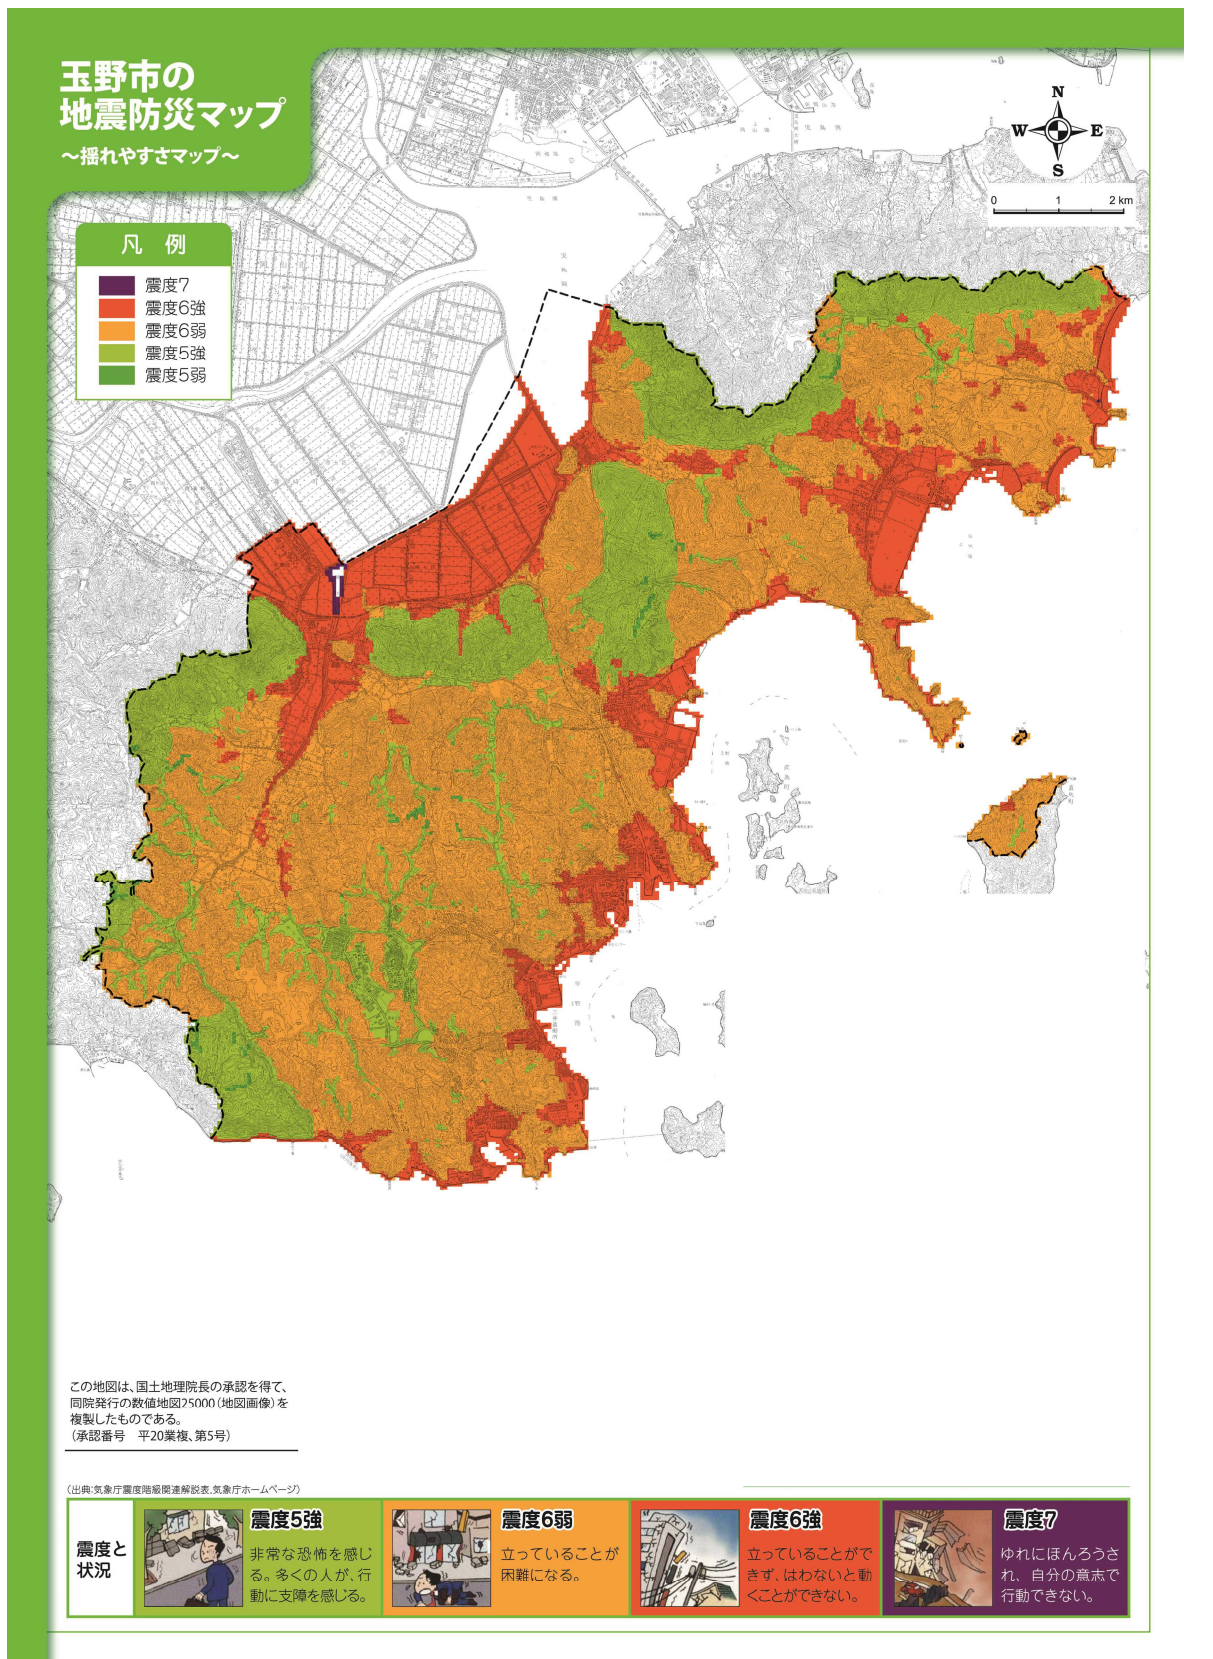 玉野市の
地震防災マップ
～揺れやすさマップ～
N
W E
S
0 1 2 km
凡 例
震度7
震度6強
震度6弱
震度5強
震度5弱
この地図は、国土地理院長の承認を得て、
同院発行の数値地図25000（地図画像）を
複製したものである。
（承認番号 平20業複、第5号）
（出典:気象庁震度階級関連解説表,気象庁ホームページ）
震度と
状況
震度5強
非常な恐怖を感じ
る。多くの人が、行
動に支障を感じる。
震度6弱
立っていることが
困難になる。
震度6強
立っていることがで
きず、はわないと動
くことができない。
震度7
ゆれにほんろうさ
れ、自分の意志で
行動できない。